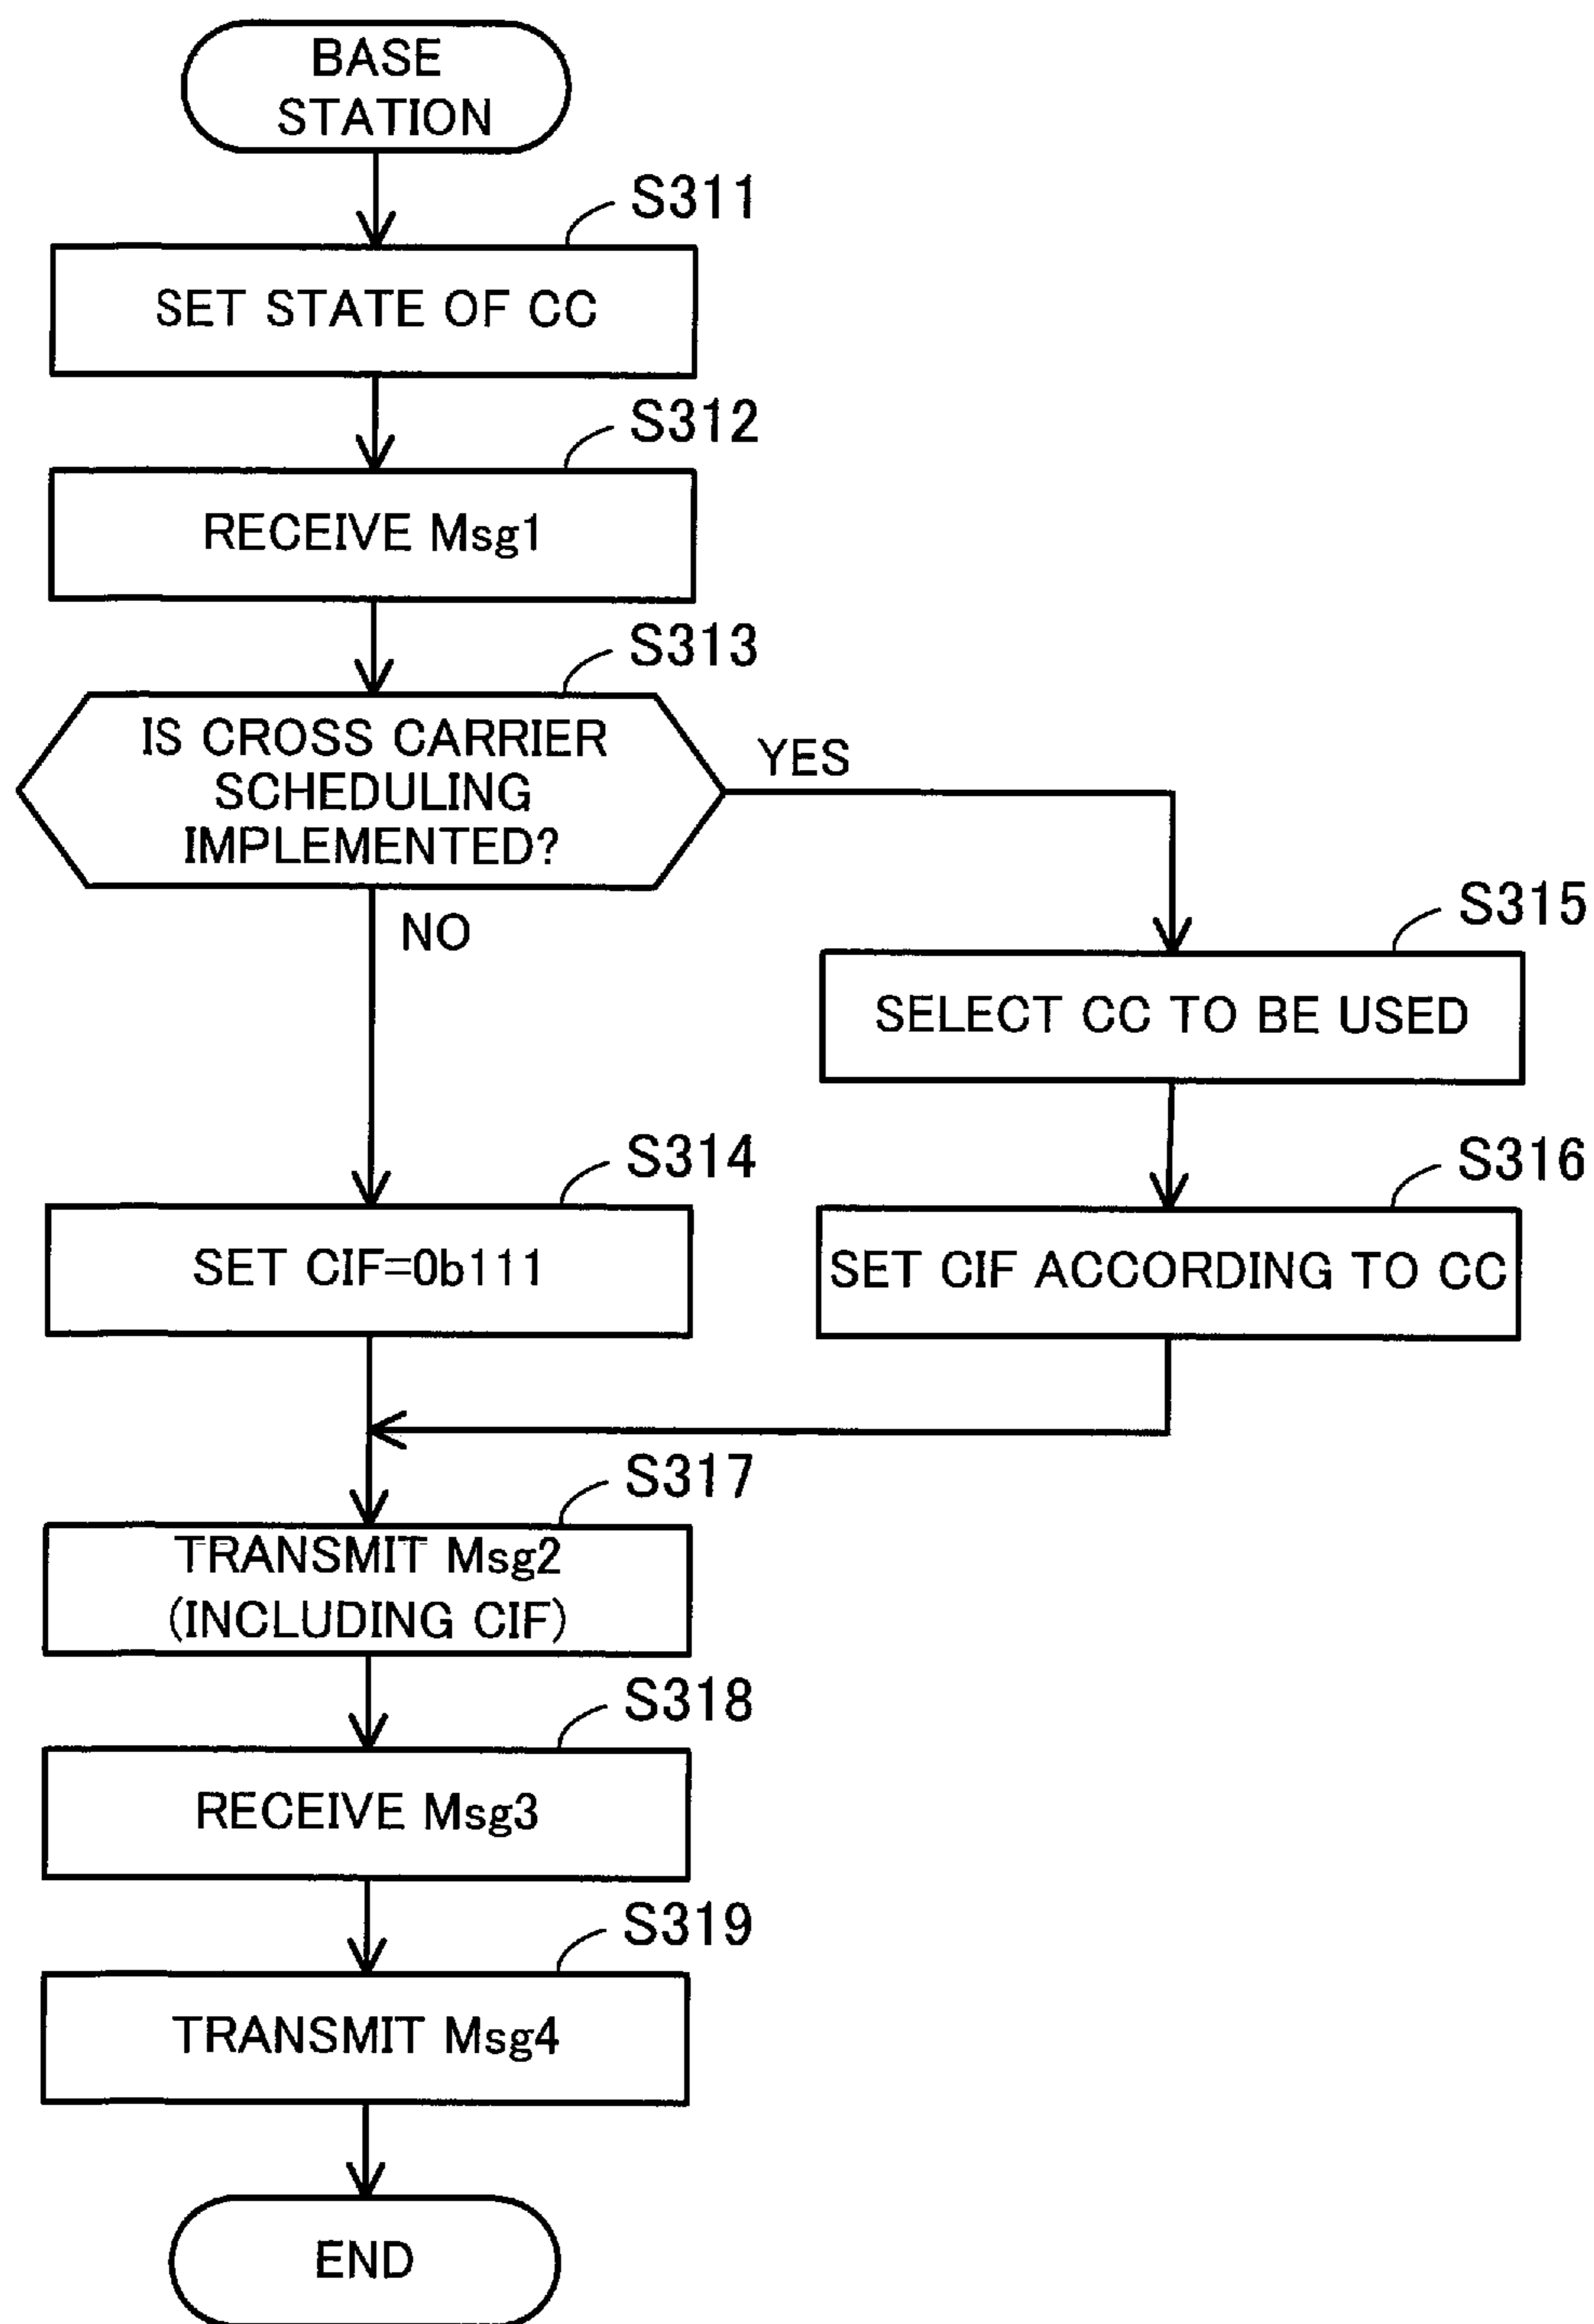 BASE
STATION
S311
SET STATE OF CC
S312
RECEIVE Msg1
S313
IS CROSS CARRIER
SCHEDULING
IMPLEMENTED?
YES
NO
S315
SELECT CC TO BE USED
S314
SET CIF=0b111
S316
SET CIF ACCORDING TO CC
S317
TRANSMIT Msg2
(INCLUDING CIF)
S318
RECEIVE Msg3
S319
TRANSMIT Msg4
END